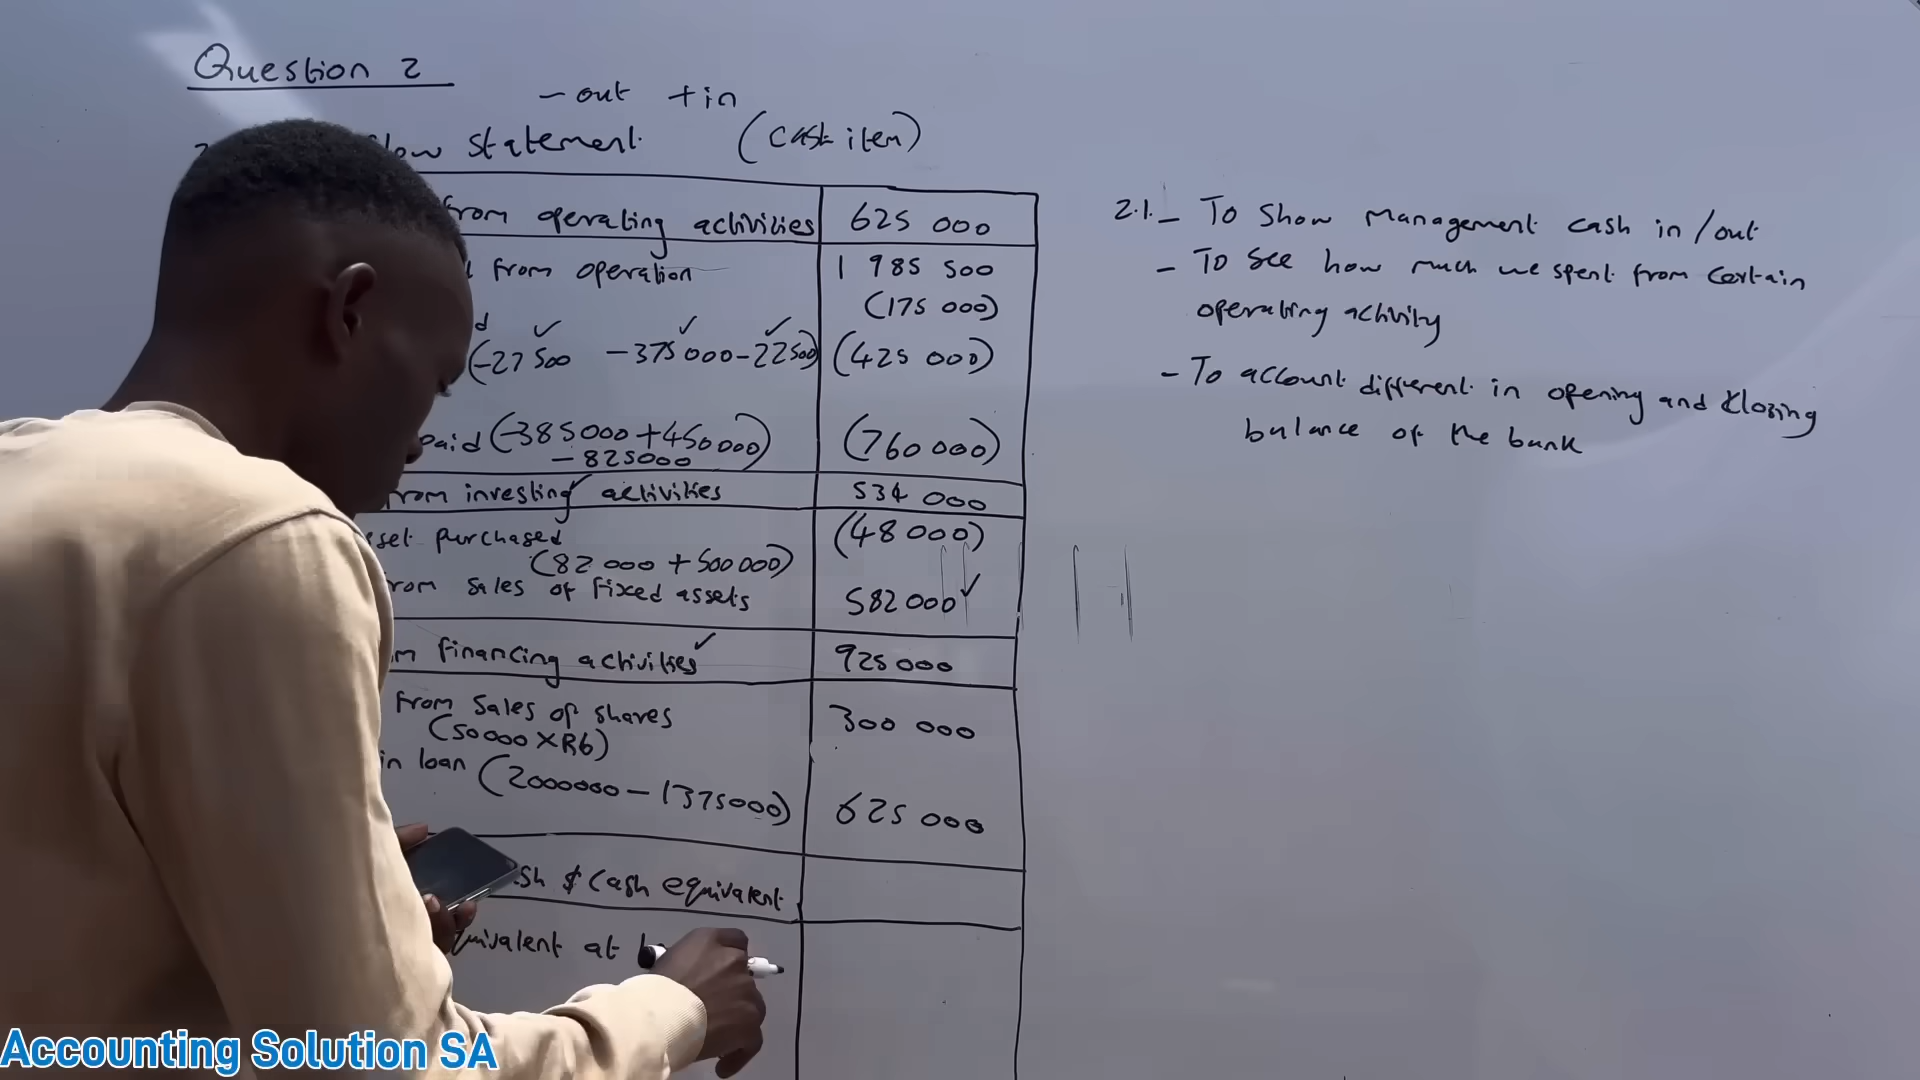 Question 2
- out + in
statement (cash item)
from operating activities 625 000
from operation 1 985 500
(175 000)
(-27 500 - 375 000 - 22 500) (425 000)
paid (-385 000 + 450 000) (760 000)
- 825000
from investing activities 534 000
purchased (48 000)
(82 000 + 500 000)
from sales of fixed assets 582 000
financing activities 925 000
from sales of shares 300 000
(50 000 X R6)
in loan (2000000 - 1375000) 625 000
& Cash equivalent
at
2.1. - To show management cash in/out
- To see how much we spent from certain
operating activity
- To account different in opening and closing
balance of the bank
Accounting Solution SA